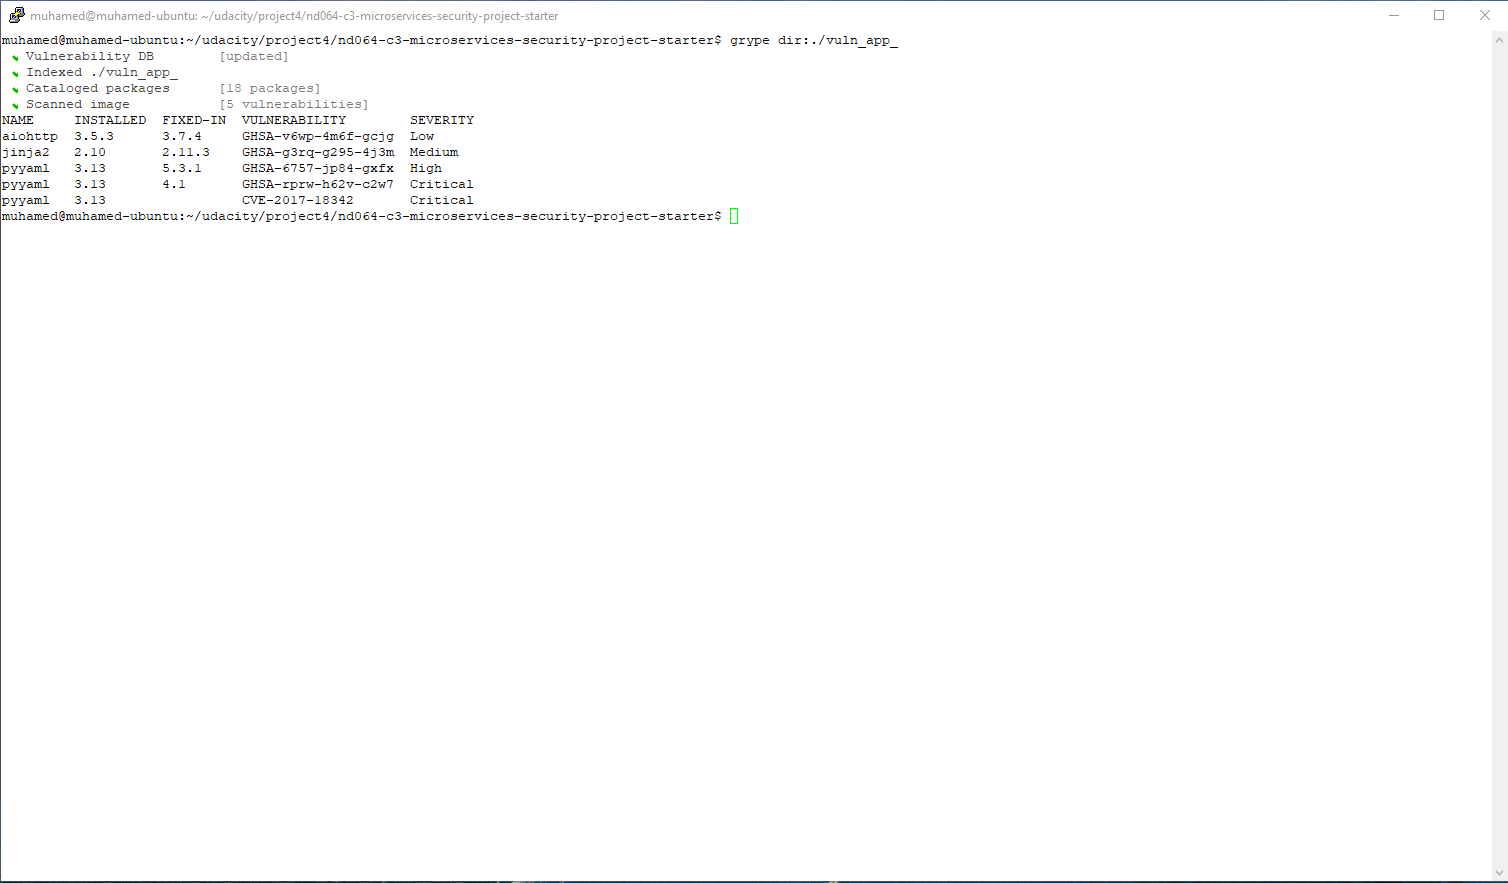 muhamed@muhamed-ubuntu: ~/udacity/project4/nd064-c3-microservices-security-project-starter
muhamed@muhamed-ubuntu:~/udacity/project4/nd064-c3-microservices-security-project-starter$ grype dir:./vuln_app_
Vulnerability DB [updated]
Indexed ./vuln_app_
Cataloged packages [18 packages]
Scanned image [5 vulnerabilities]
NAME INSTALLED FIXED-IN VULNERABILITY SEVERITY
aiohttp 3.5.3 3.7.4 GHSA-v6wp-4m6f-gcjg Low
jinja2 2.10 2.11.3 GHSA-g3rq-g295-4j3m Medium
pyyaml 3.13 5.3.1 GHSA-6757-jp84-gxfx High
pyyaml 3.13 4.1 GHSA-rprw-h62v-c2w7 Critical
pyyaml 3.13 CVE-2017-18342 Critical
muhamed@muhamed-ubuntu:~/udacity/project4/nd064-c3-microservices-security-project-starter$